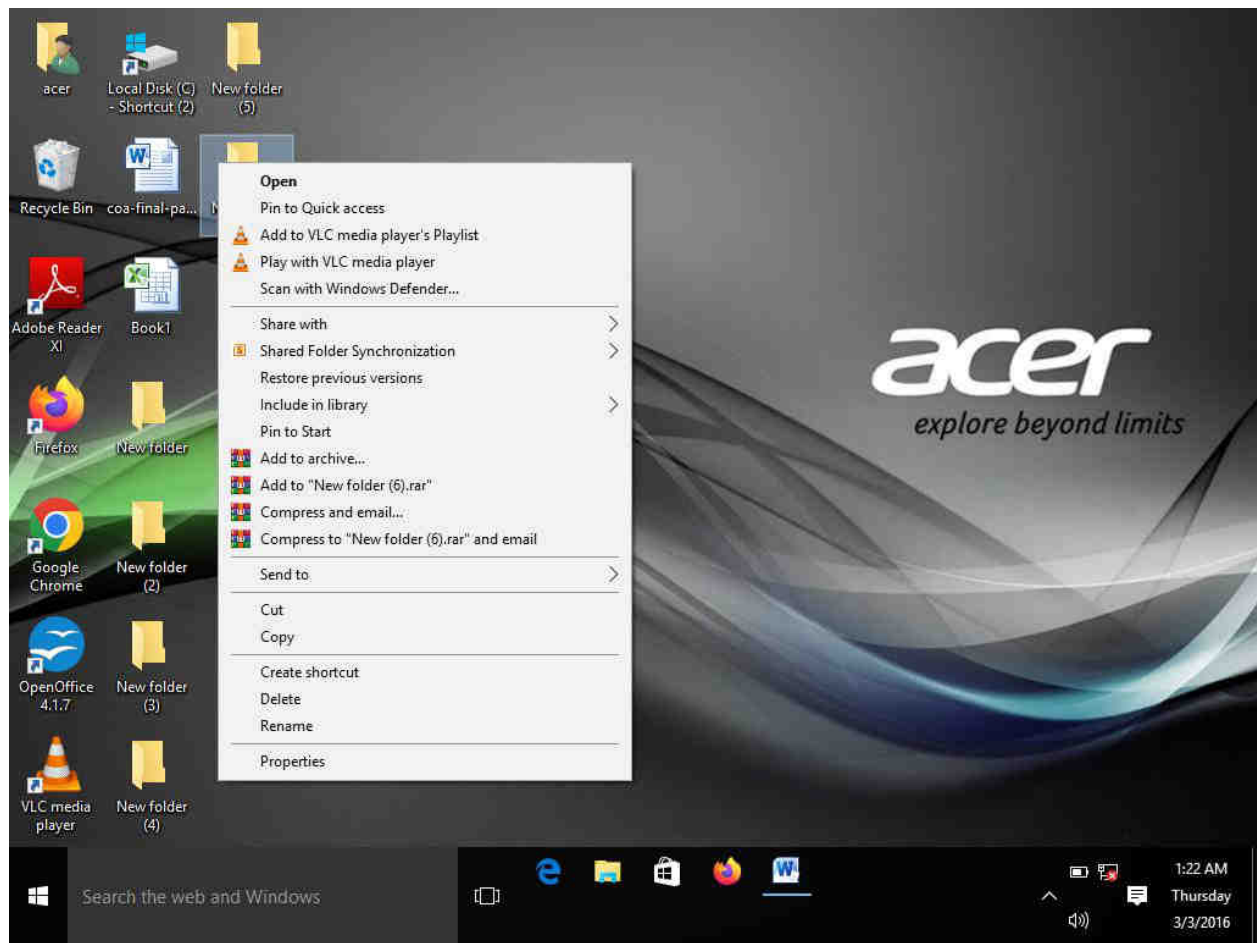 acer
Local Disk (C)
- Shortcut (2)
New folder
(5)
Recycle Bin
coa-final-pa...
Adobe Reader
XI
Book1
Firefox
New folder
Google
Chrome
New folder
(2)
OpenOffice
4.1.7
New folder
(3)
VLC media
player
New folder
(4)
Open
Pin to Quick access
Add to VLC media player's Playlist
Play with VLC media player
Scan with Windows Defender...
Share with
Shared Folder Synchronization
Restore previous versions
Include in library
Pin to Start
Add to archive...
Add to "New folder (6).rar"
Compress and email...
Compress to "New folder (6).rar" and email
Send to
Cut
Copy
Create shortcut
Delete
Rename
Properties
acer
explore beyond limits
Search the web and Windows
1:22 AM
Thursday
3/3/2016